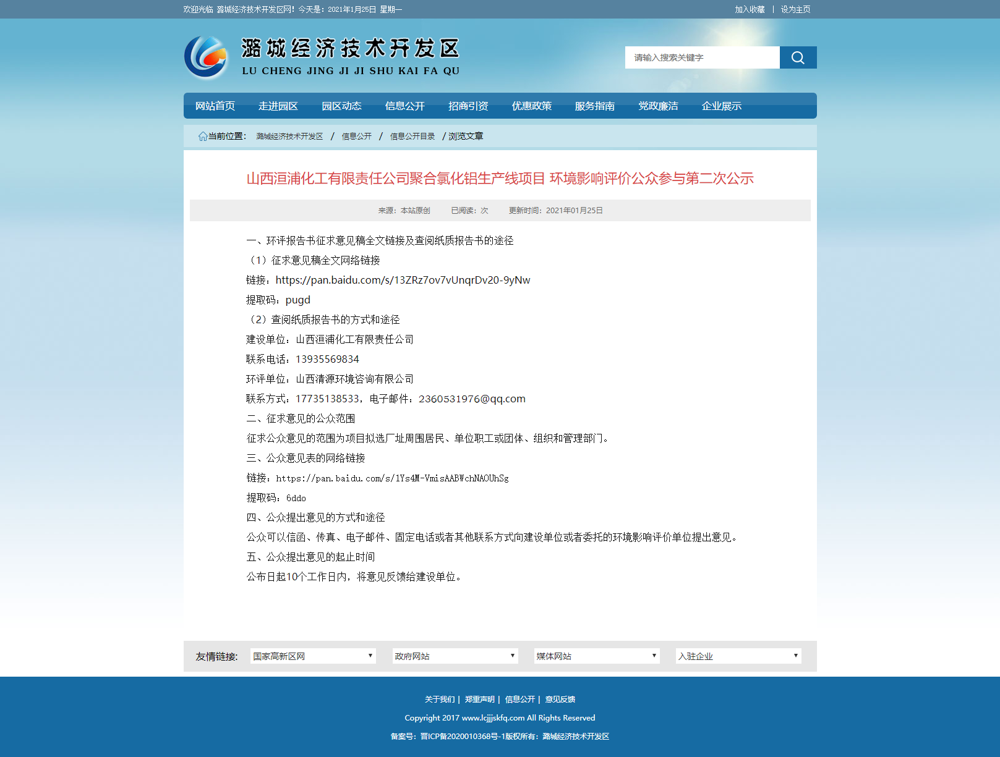 欢迎光临 潞城经济技术开发区网! 今天是：2021年1月25日 星期一
加入收藏 | 设为主页
潞城经济技术开发区
LU CHENG JING JI JI SHU KAI FA QU
请输入搜索关键字
网站首页 走进园区 园区动态 信息公开 招商引资 优惠政策 服务指南 党政廉洁 企业展示
当前位置： 潞城经济技术开发区 / 信息公开 / 信息公开目录 / 浏览文章
山西洹浦化工有限责任公司聚合氯化铝生产线项目 环境影响评价公众参与第二次公示
来源：本站原创 已阅读：次 更新时间：2021年01月25日
一、环评报告书征求意见稿全文链接及查阅纸质报告书的途径
（1）征求意见稿全文网络链接
链接：https://pan.baidu.com/s/13ZRz7ov7vUnqrDv20-9yNw
提取码：pugd
（2）查阅纸质报告书的方式和途径
建设单位：山西洹浦化工有限责任公司
联系电话：13935569834
环评单位：山西清源环境咨询有限公司
联系方式：17735138533，电子邮件：2360531976@qq.com
二、征求意见的公众范围
征求公众意见的范围为项目拟选厂址周围居民、单位职工或团体、组织和管理部门。
三、公众意见表的网络链接
链接：https://pan.baidu.com/s/1Ys4M-VmisAABWchNAOUhSg
提取码：6ddo
四、公众提出意见的方式和途径
公众可以信函、传真、电子邮件、固定电话或者其他联系方式向建设单位或者委托的环境影响评价单位提出意见。
五、公众提出意见的起止时间
公布日起10个工作日内，将意见反馈给建设单位。
友情链接: 国家高新区网 政府网站 媒体网站 入驻企业
关于我们 | 郑重声明 | 信息公开 | 意见反馈
Copyright 2017 www.lcjjjskfq.com All Rights Reserved
备案号：晋ICP备2020010368号-1版权所有：潞城经济技术开发区